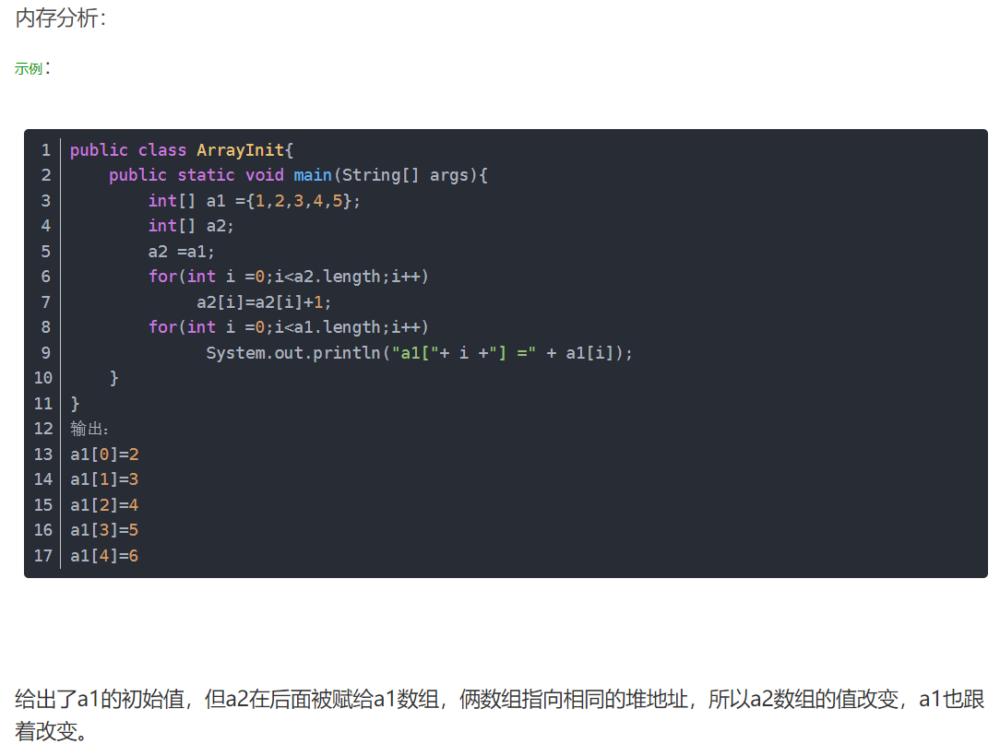 内存分析：
示例：
1 public class ArrayInit{
2     public static void main(String[] args){
3         int[] a1 ={1,2,3,4,5};
4         int[] a2;
5         a2 =a1;
6         for(int i =0;i<a2.length;i++)
7              a2[i]=a2[i]+1;
8         for(int i =0;i<a1.length;i++)
9               System.out.println("a1["+ i +"] =" + a1[i]);
10     }
11 }
12 输出：
13 a1[0]=2
14 a1[1]=3
15 a1[2]=4
16 a1[3]=5
17 a1[4]=6
给出了a1的初始值，但a2在后面被赋给a1数组，俩数组指向相同的堆地址，所以a2数组的值改变，a1也跟
着改变。